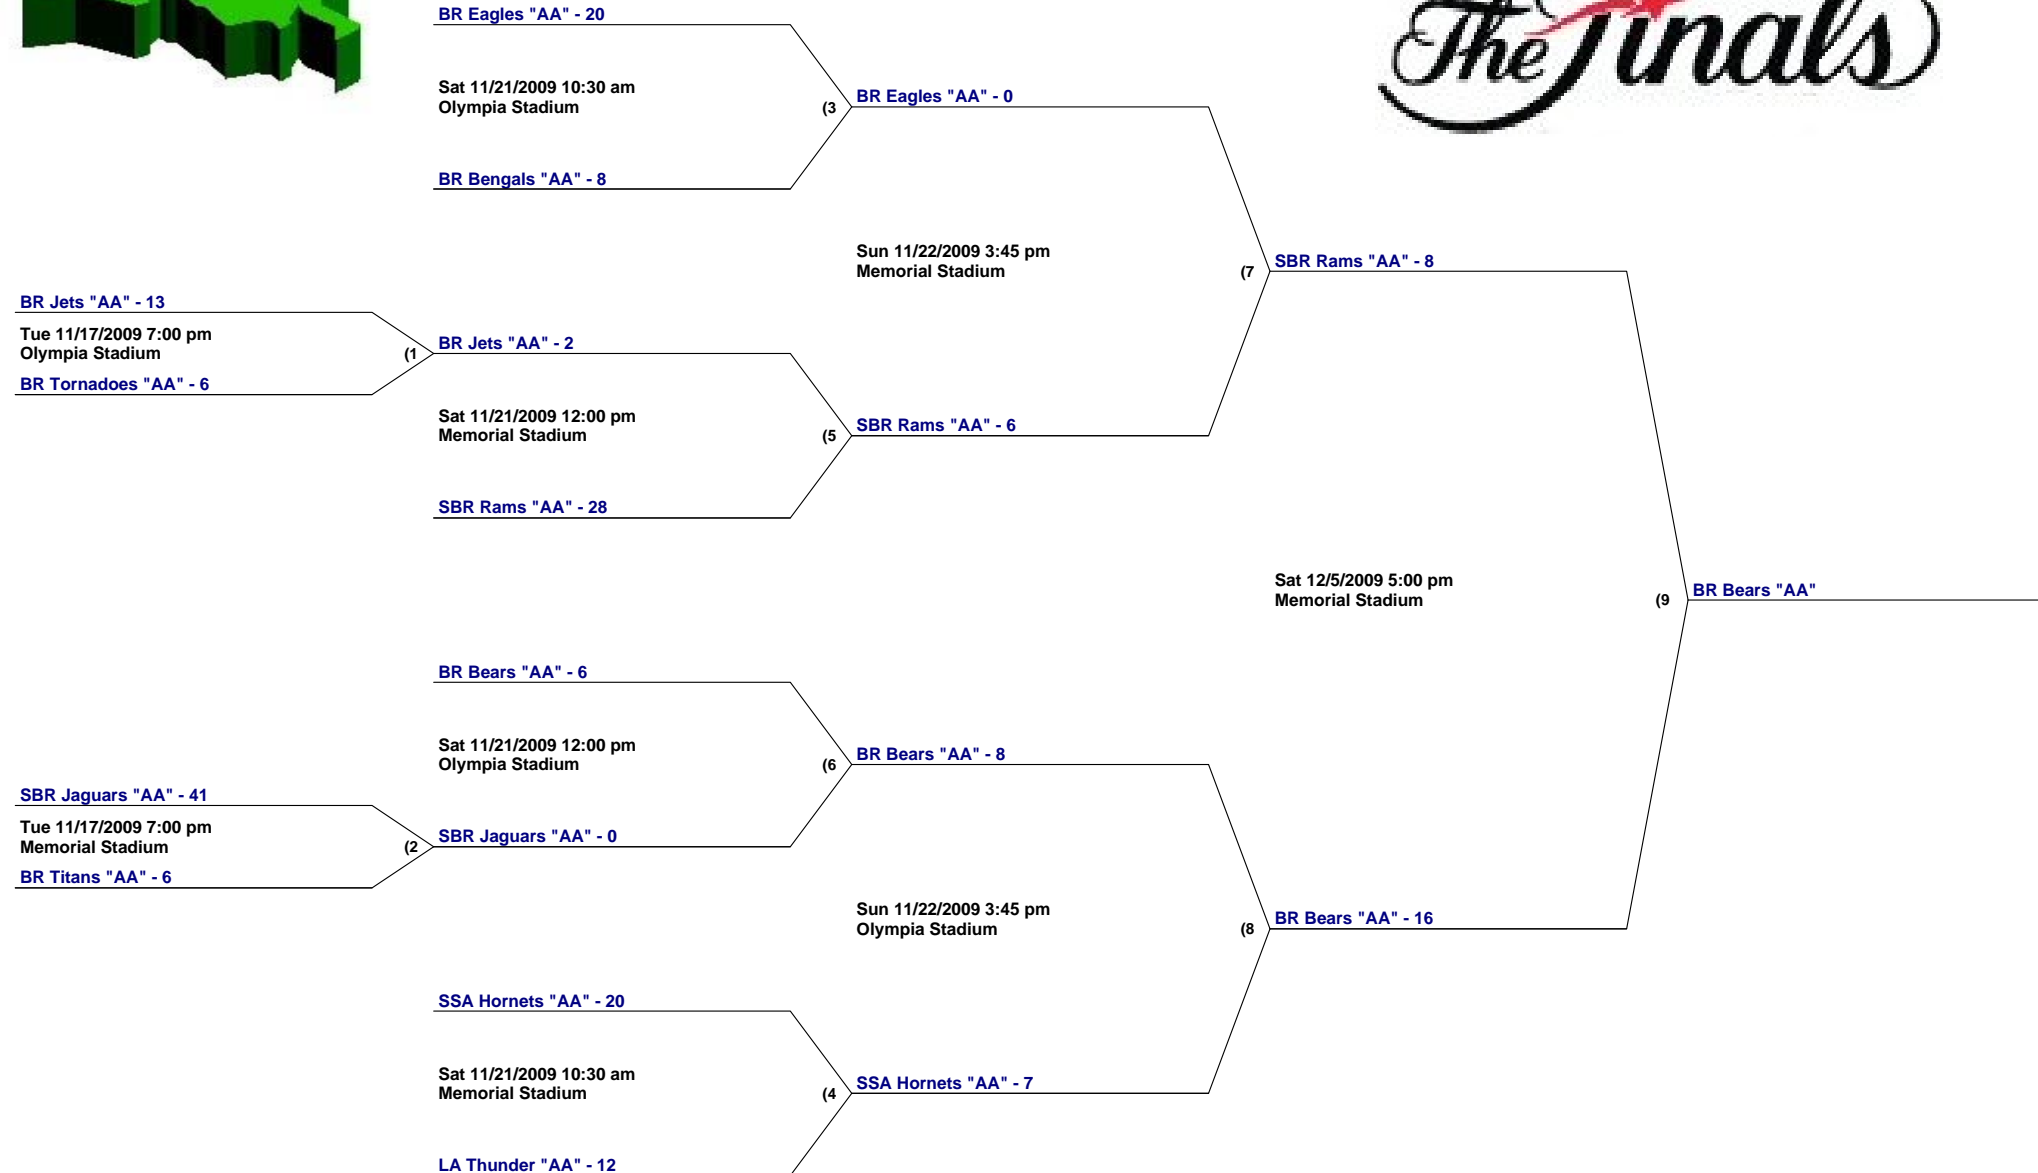 BR Eagles "AA" - 20
The Finals
Sat 11/21/2009 10:30 am
Olympia Stadium
(3
BR Eagles "AA" - 0
BR Bengals "AA" - 8
Sun 11/22/2009 3:45 pm
Memorial Stadium
(7
SBR Rams "AA" - 8
BR Jets "AA" - 13
Tue 11/17/2009 7:00 pm
Olympia Stadium
(1
BR Tornadoes "AA" - 6
BR Jets "AA" - 2
Sat 11/21/2009 12:00 pm
Memorial Stadium
(5
SBR Rams "AA" - 6
SBR Rams "AA" - 28
Sat 12/5/2009 5:00 pm
Memorial Stadium
(9
BR Bears "AA"
BR Bears "AA" - 6
Sat 11/21/2009 12:00 pm
Olympia Stadium
(6
BR Bears "AA" - 8
SBR Jaguars "AA" - 41
Tue 11/17/2009 7:00 pm
Memorial Stadium
(2
SBR Jaguars "AA" - 0
BR Titans "AA" - 6
Sun 11/22/2009 3:45 pm
Olympia Stadium
(8
BR Bears "AA" - 16
SSA Hornets "AA" - 20
Sat 11/21/2009 10:30 am
Memorial Stadium
(4
SSA Hornets "AA" - 7
LA Thunder "AA" - 12